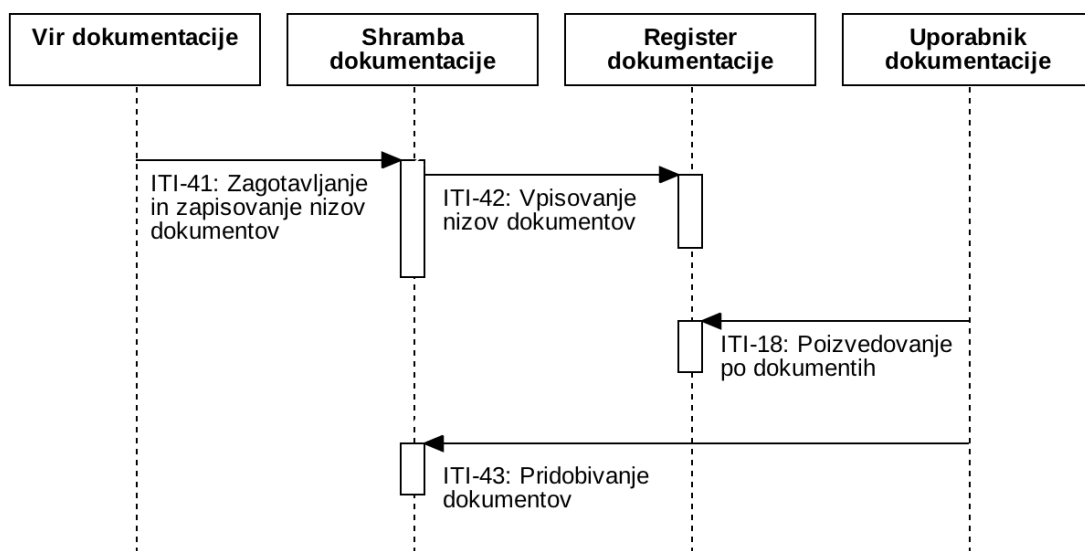 Vir dokumentacije
Shramba
dokumentacije
Register
dokumentacije
Uporabnik
dokumentacije
ITI-41: Zagotavljanje
in zapisovanje nizov
dokumentov
ITI-42: Vpisovanje
nizov dokumentov
ITI-18: Poizvedovanje
po dokumentih
ITI-43: Pridobivanje
dokumentov